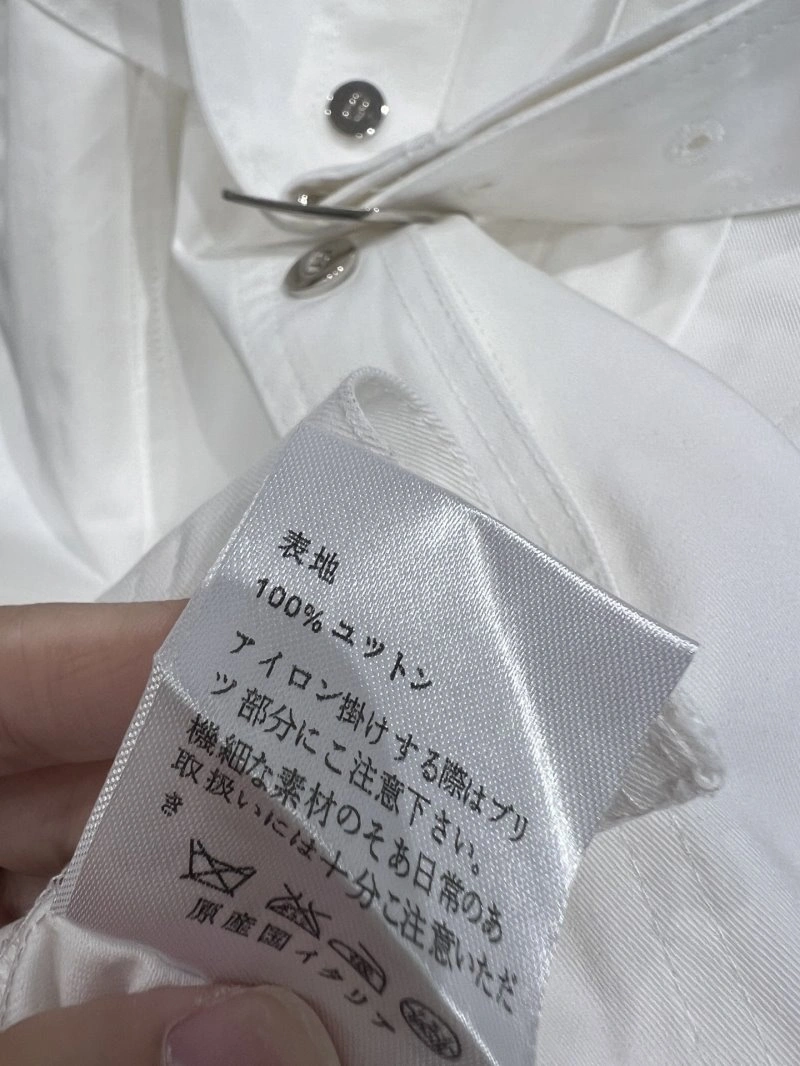 表地
100% ユットン
アイロン掛けする際はプリ
ツ部分にこ注意下さい。
機細な素材のそあ日常のあ
取扱いには十分こ注意いただ
き
原産国イタリア